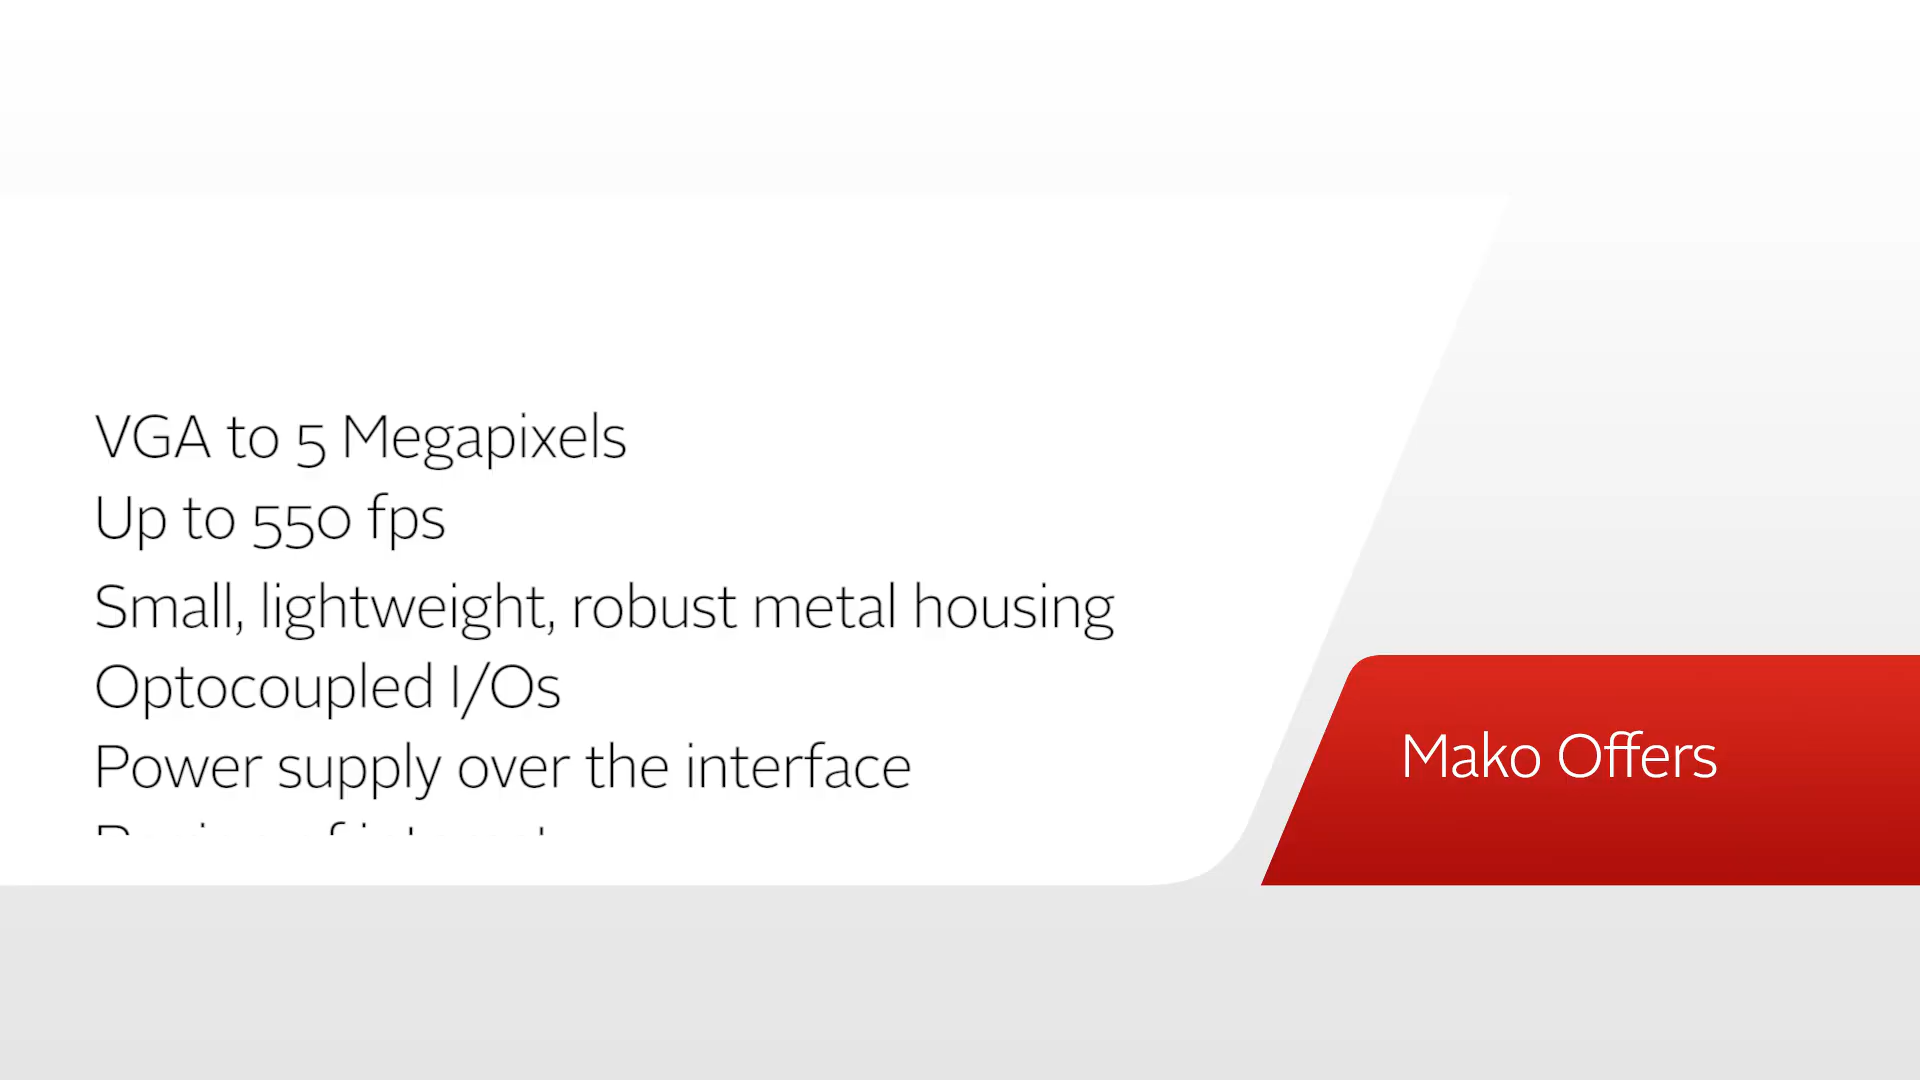 VGA to 5 Megapixels
Up to 550 fps
Small, lightweight, robust metal housing
Optocoupled I/Os
Power supply over the interface
Mako Offers